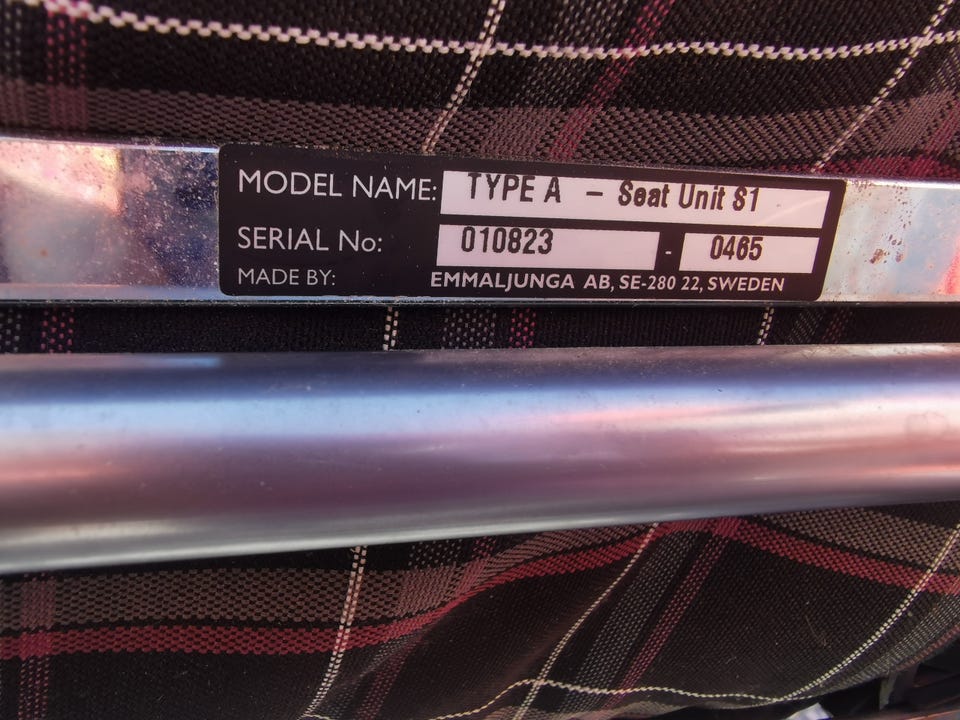 MODEL NAME: TYPE A - Seat Unit S1
SERIAL No: 010823 - 0465
MADE BY: EMMALJUNGA AB, SE-280 22, SWEDEN